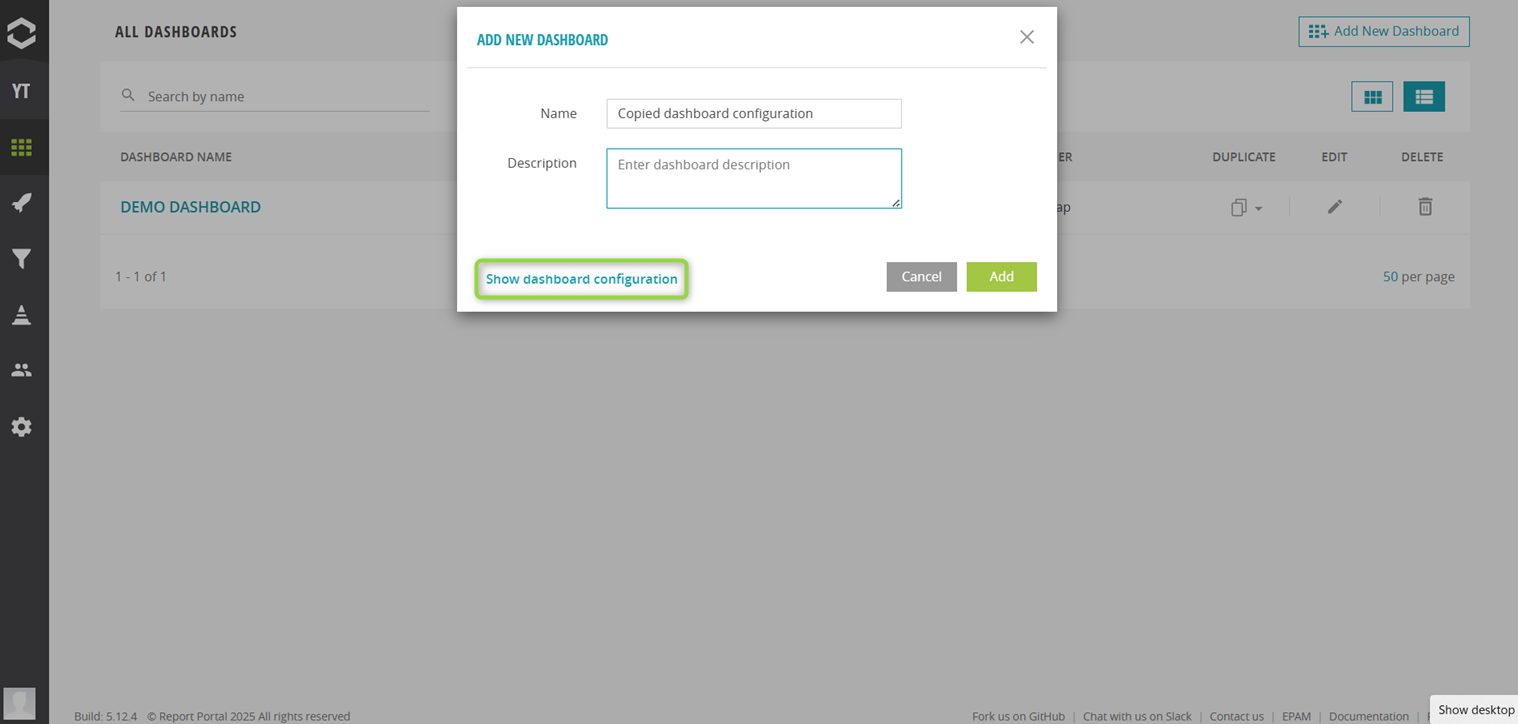 ALL DASHBOARDS
Add New Dashboard
YT
Search by name
DASHBOARD NAME
DUPLICATE
EDIT
DELETE
DEMO DASHBOARD
1 - 1 of 1
50 per page
ADD NEW DASHBOARD
Name
Copied dashboard configuration
Description
Enter dashboard description
Show dashboard configuration
Cancel
Add
Build: 5.12.4 © Report Portal 2025 All rights reserved
Fork us on GitHub | Chat with us on Slack | Contact us | EPAM | Documentation |
Show desktop